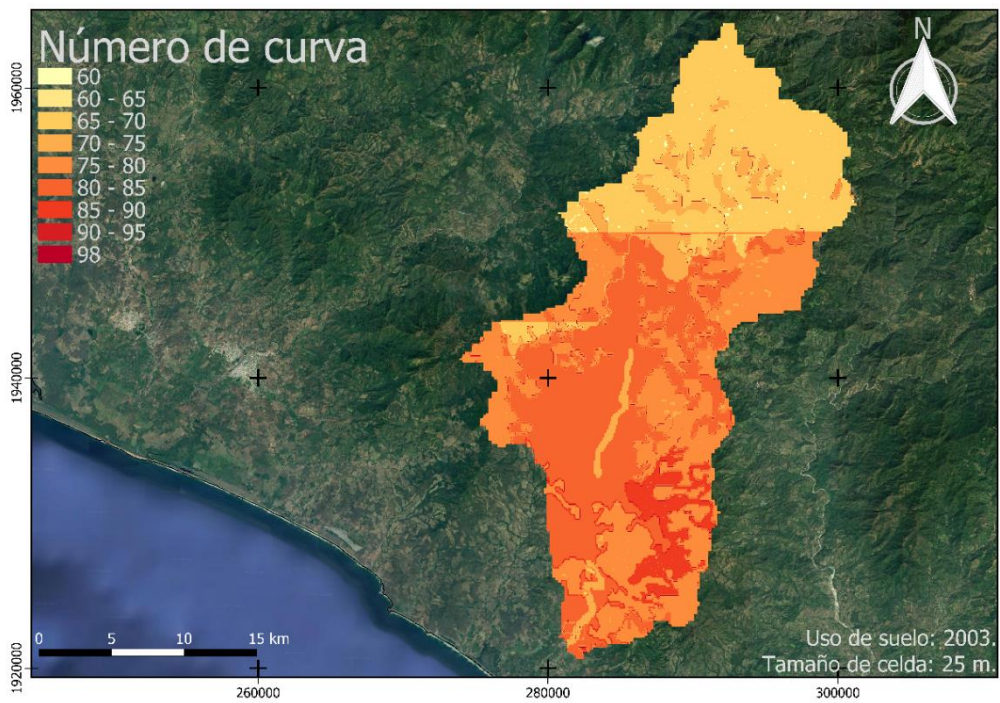 Número de curva
60
60 - 65
65 - 70
70 - 75
75 - 80
80 - 85
85 - 90
90 - 95
98
N
1960000
1940000
1920000
0 5 10 15 km
Uso de suelo: 2003.
Tamaño de celda: 25 m.
260000 280000 300000